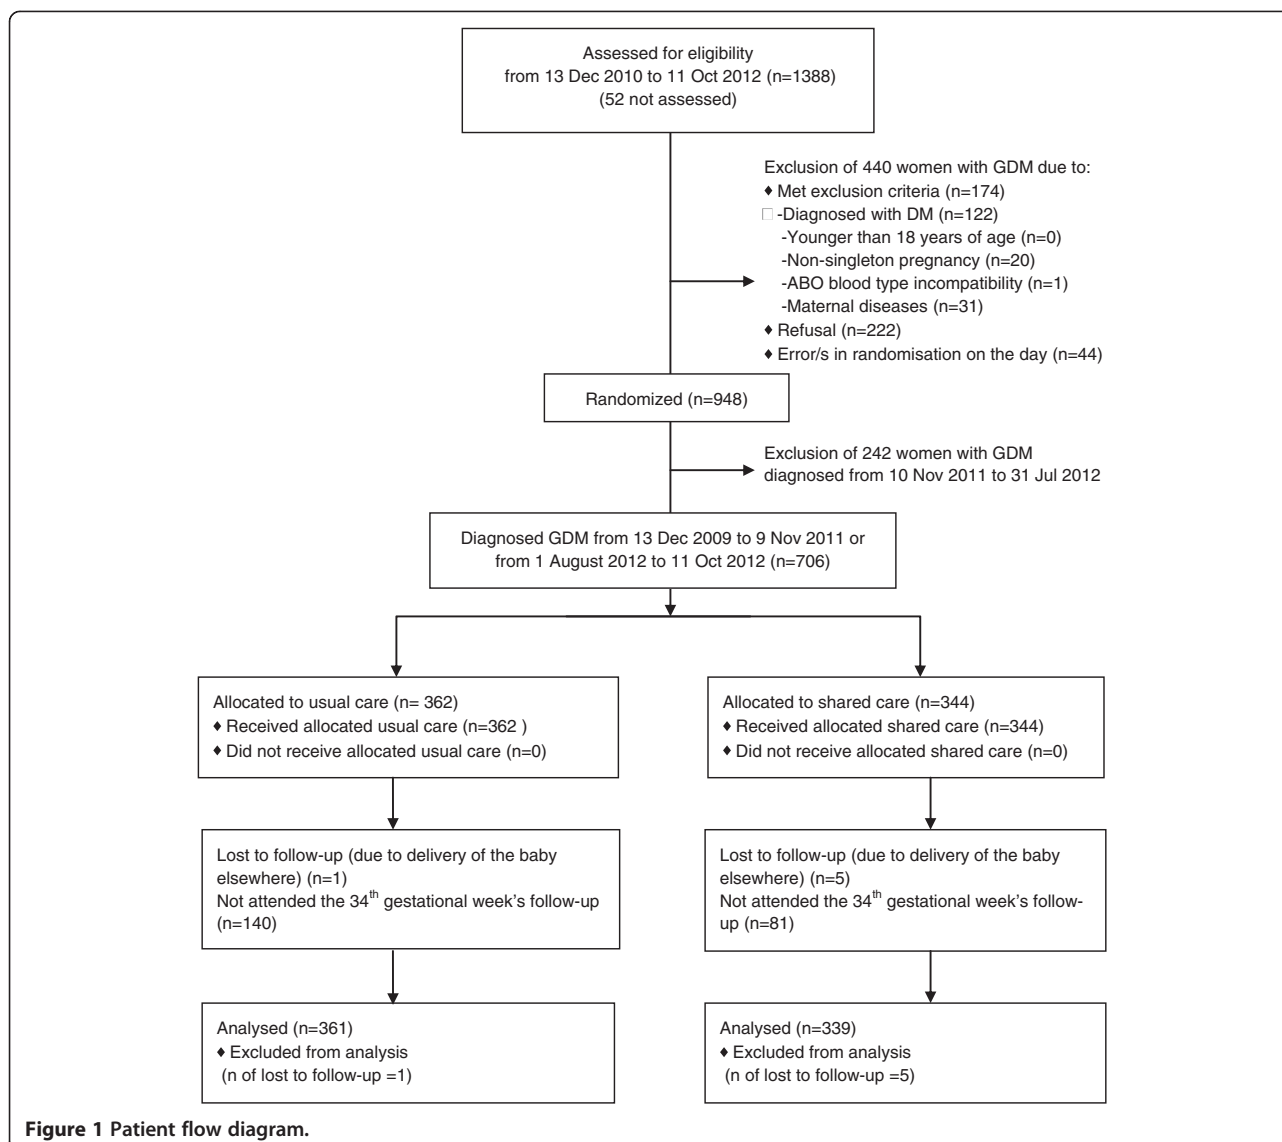 Assessed for eligibility
from 13 Dec 2010 to 11 Oct 2012 (n=1388)
(52 not assessed)
Exclusion of 440 women with GDM due to:
♦ Met exclusion criteria (n=174)
□ -Diagnosed with DM (n=122)
-Younger than 18 years of age (n=0)
-Non-singleton pregnancy (n=20)
-ABO blood type incompatibility (n=1)
-Maternal diseases (n=31)
♦ Refusal (n=222)
♦ Error/s in randomisation on the day (n=44)
Randomized (n=948)
Exclusion of 242 women with GDM
diagnosed from 10 Nov 2011 to 31 Jul 2012
Diagnosed GDM from 13 Dec 2009 to 9 Nov 2011 or
from 1 August 2012 to 11 Oct 2012 (n=706)
Allocated to usual care (n= 362)
♦ Received allocated usual care (n=362 )
♦ Did not receive allocated usual care (n=0)
Allocated to shared care (n=344)
♦ Received allocated shared care (n=344)
♦ Did not receive allocated shared care (n=0)
Lost to follow-up (due to delivery of the baby
elsewhere) (n=1)
Not attended the 34th gestational week's follow-up
(n=140)
Lost to follow-up (due to delivery of the baby
elsewhere) (n=5)
Not attended the 34th gestational week's follow-
up (n=81)
Analysed (n=361)
♦ Excluded from analysis
(n of lost to follow-up =1)
Analysed (n=339)
♦ Excluded from analysis
(n of lost to follow-up =5)
Figure 1 Patient flow diagram.